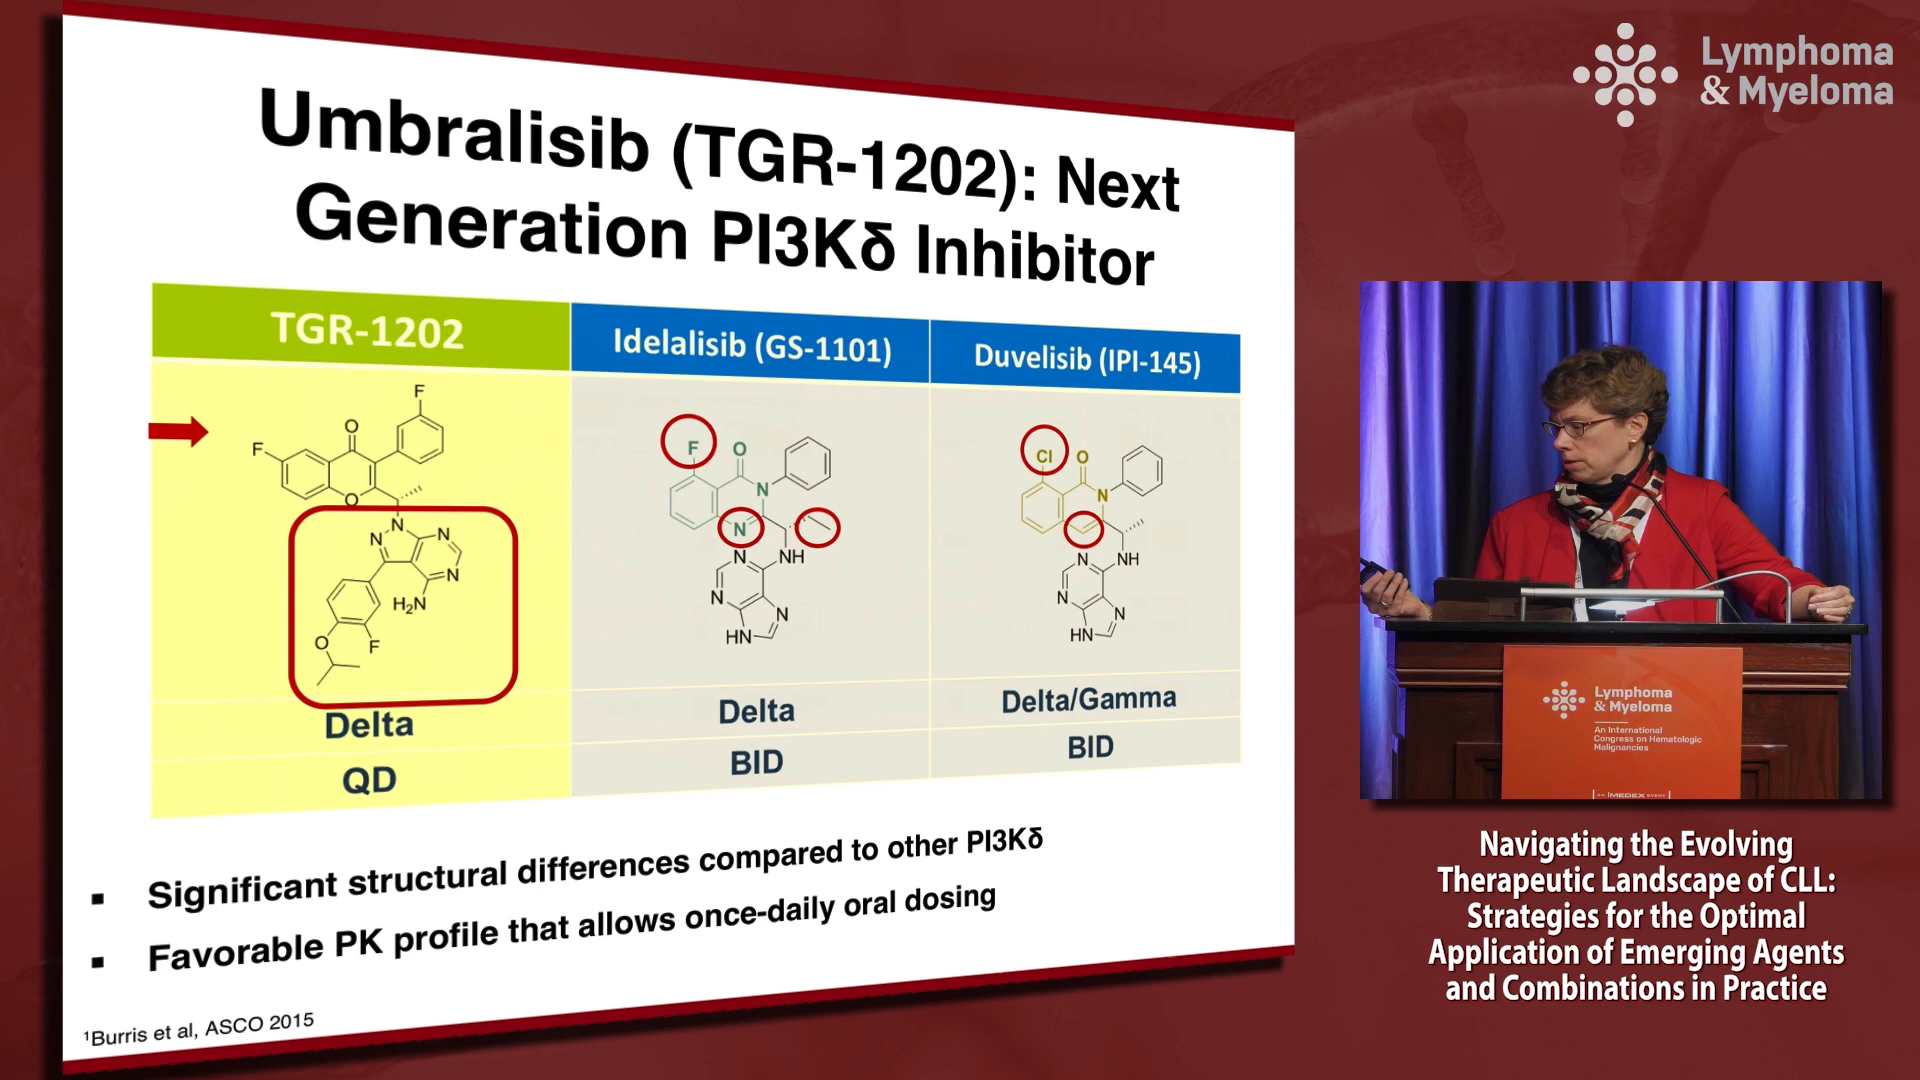 Lymphoma
& Myeloma
Umbralisib (TGR-1202): Next
Generation PI3Kδ Inhibitor
TGR-1202
Idelalisib (GS-1101)
Duvelisib (IPI-145)
F
O
F
O
N
N
N
N
N
H₂N
O
F
F
O
N
N
NH
N
N
N
HN
Cl
O
N
NH
N
N
N
HN
Delta
Delta
Delta/Gamma
QD
BID
BID
▪ Significant structural differences compared to other PI3Kδ
▪ Favorable PK profile that allows once-daily oral dosing
¹Burris et al, ASCO 2015
Lymphoma
& Myeloma
An International
Congress on Hematologic
Malignancies
AN IMEDEX EVENT
Navigating the Evolving
Therapeutic Landscape of CLL:
Strategies for the Optimal
Application of Emerging Agents
and Combinations in Practice